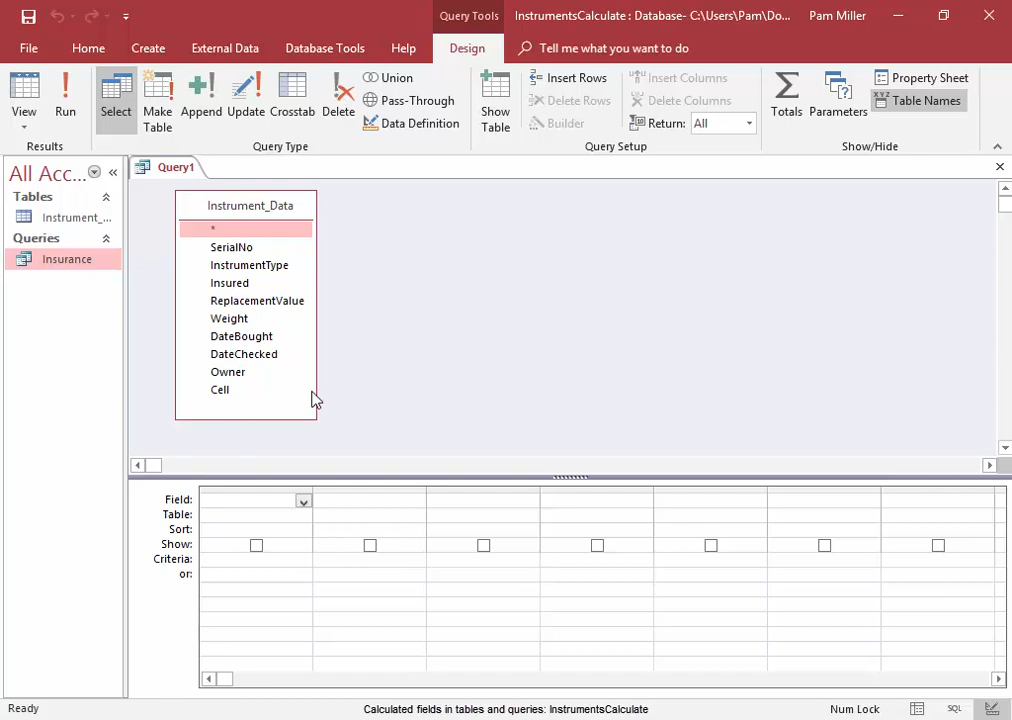 Query Tools
InstrumentsCalculate : Database- C:\Users\Pam\Do...
Pam Miller
File
Home
Create
External Data
Database Tools
Help
Design
Tell me what you want to do
View
Run
Select
Make Table
Append
Update
Crosstab
Delete
Union
Pass-Through
Data Definition
Show Table
Insert Rows
Delete Rows
Builder
Insert Columns
Delete Columns
Return: All
Totals
Parameters
Property Sheet
XYZ Table Names
Results
Query Type
Query Setup
Show/Hide
All Acc...
Tables
Instrument_...
Queries
Insurance
Query1
Instrument_Data
*
SerialNo
InstrumentType
Insured
ReplacementValue
Weight
DateBought
DateChecked
Owner
Cell
Field:
Table:
Sort:
Show:
Criteria:
or:
Ready
Calculated fields in tables and queries: InstrumentsCalculate
Num Lock
SQL